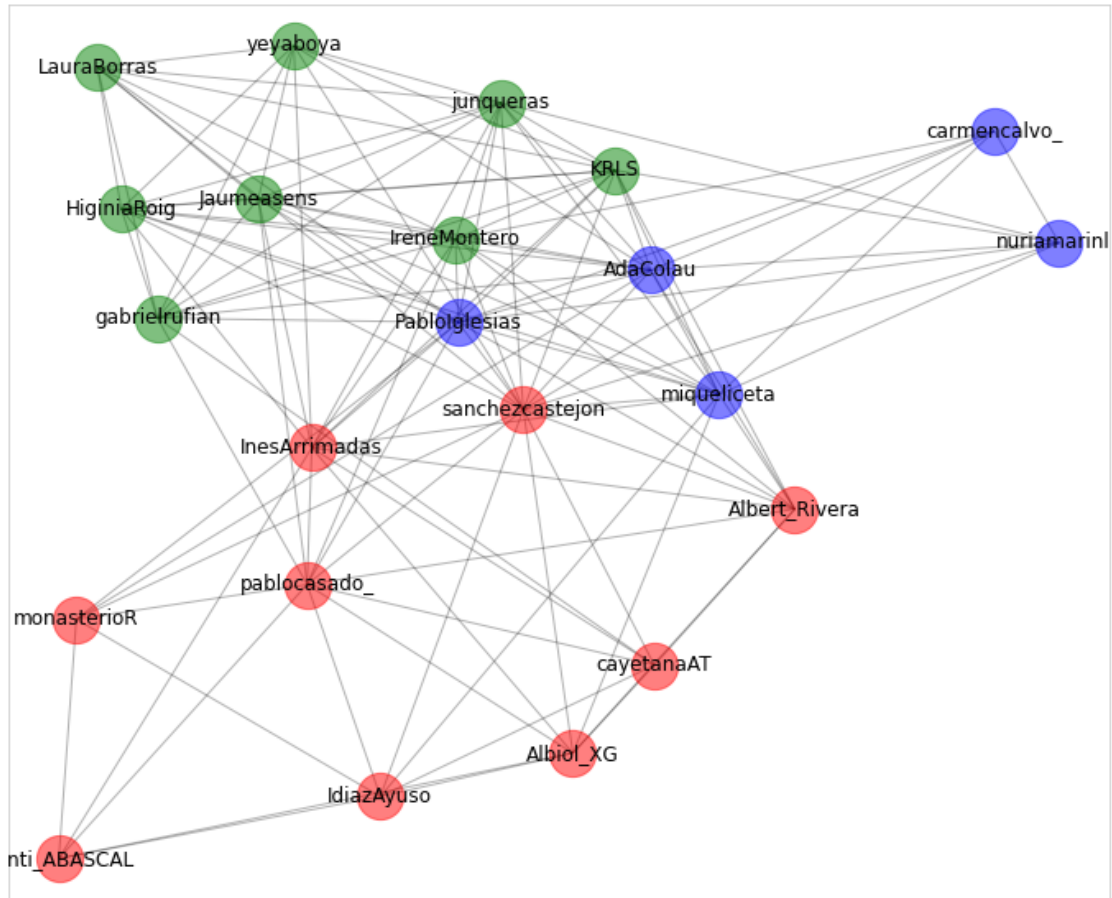 yeyaboya
LauraBorras
junqueras
carmencalvo_
KRLS
Jaumeasens
HiginiaRoig
IreneMontero
nuriamarinl
AdaColau
gabrielrufian
PabloIglesias
miqueliceta
sanchezcastejon
InesArrimadas
Albert_Rivera
pablocasado_
monasterioR
cayetanaAT
Albiol_XG
IdiazAyuso
nti_ABASCAL